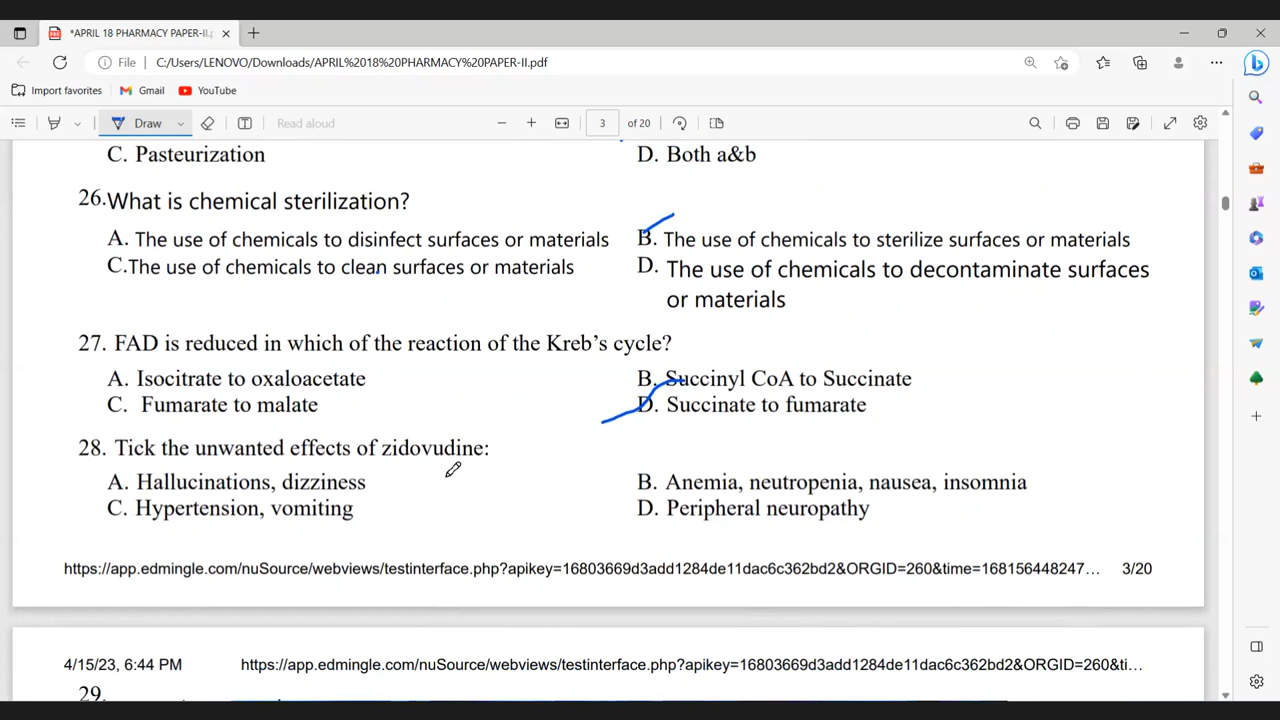 *APRIL 18 PHARMACY PAPER-II.p
File C:/Users/LENOVO/Downloads/APRIL%2018%20PHARMACY%20PAPER-II.pdf
Import favorites Gmail YouTube
Draw Read aloud 3 of 20
C. Pasteurization D. Both a&b
26. What is chemical sterilization?
A. The use of chemicals to disinfect surfaces or materials B. The use of chemicals to sterilize surfaces or materials
C. The use of chemicals to clean surfaces or materials D. The use of chemicals to decontaminate surfaces
or materials
27. FAD is reduced in which of the reaction of the Kreb’s cycle?
A. Isocitrate to oxaloacetate B. Succinyl CoA to Succinate
C. Fumarate to malate D. Succinate to fumarate
28. Tick the unwanted effects of zidovudine:
A. Hallucinations, dizziness B. Anemia, neutropenia, nausea, insomnia
C. Hypertension, vomiting D. Peripheral neuropathy
https://app.edmingle.com/nuSource/webviews/testinterface.php?apikey=16803669d3add1284de11dac6c362bd2&ORGID=260&time=168156448247… 3/20
4/15/23, 6:44 PM https://app.edmingle.com/nuSource/webviews/testinterface.php?apikey=16803669d3add1284de11dac6c362bd2&ORGID=260&ti…
29.